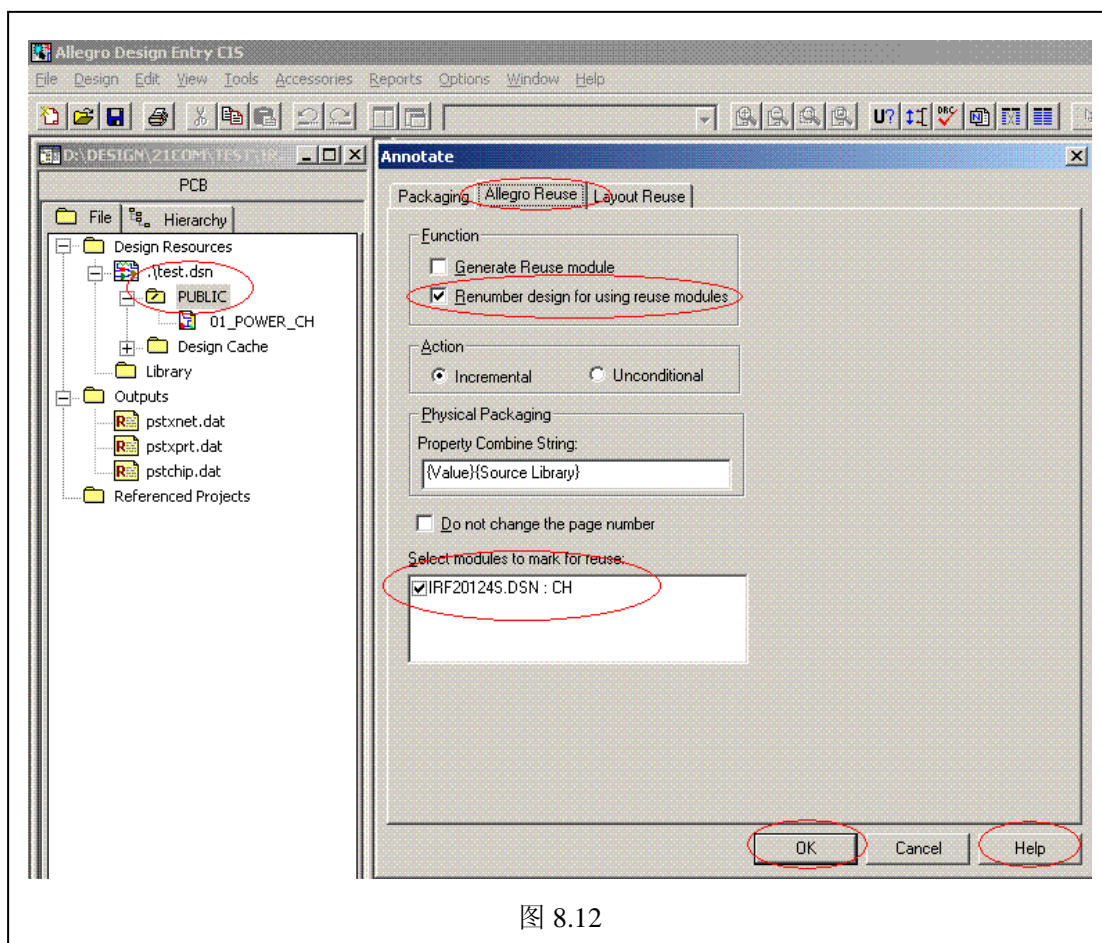 Allegro Design Entry CIS
File Design Edit View Tools Accessories Reports Options Window Help
U? DRC N
D:\DESIGN\21COM\TEST\
PCB
File Hierarchy
Design Resources
.\test.dsn
PUBLIC
01_POWER_CH
Design Cache
Library
Outputs
R pstxnet.dat
R pstxprt.dat
R pstchip.dat
Referenced Projects
Annotate
Packaging Allegro Reuse Layout Reuse
Function
Generate Reuse module
Renumber design for using reuse modules
Action
Incremental Unconditional
Physical Packaging
Property Combine String:
{Value}{Source Library}
Do not change the page number
Select modules to mark for reuse:
IRF20124S.DSN : CH
OK Cancel Help
图 8.12